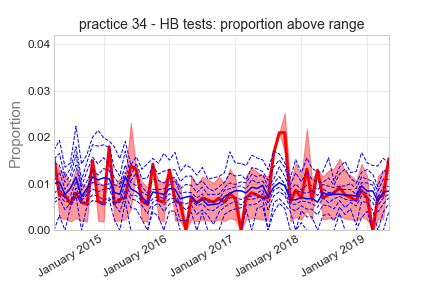 practice 34 - HB tests: proportion above range
0.04
0.03
0.02
0.01
0.00
Proportion
January 2015
January 2016
January 2017
January 2018
January 2019